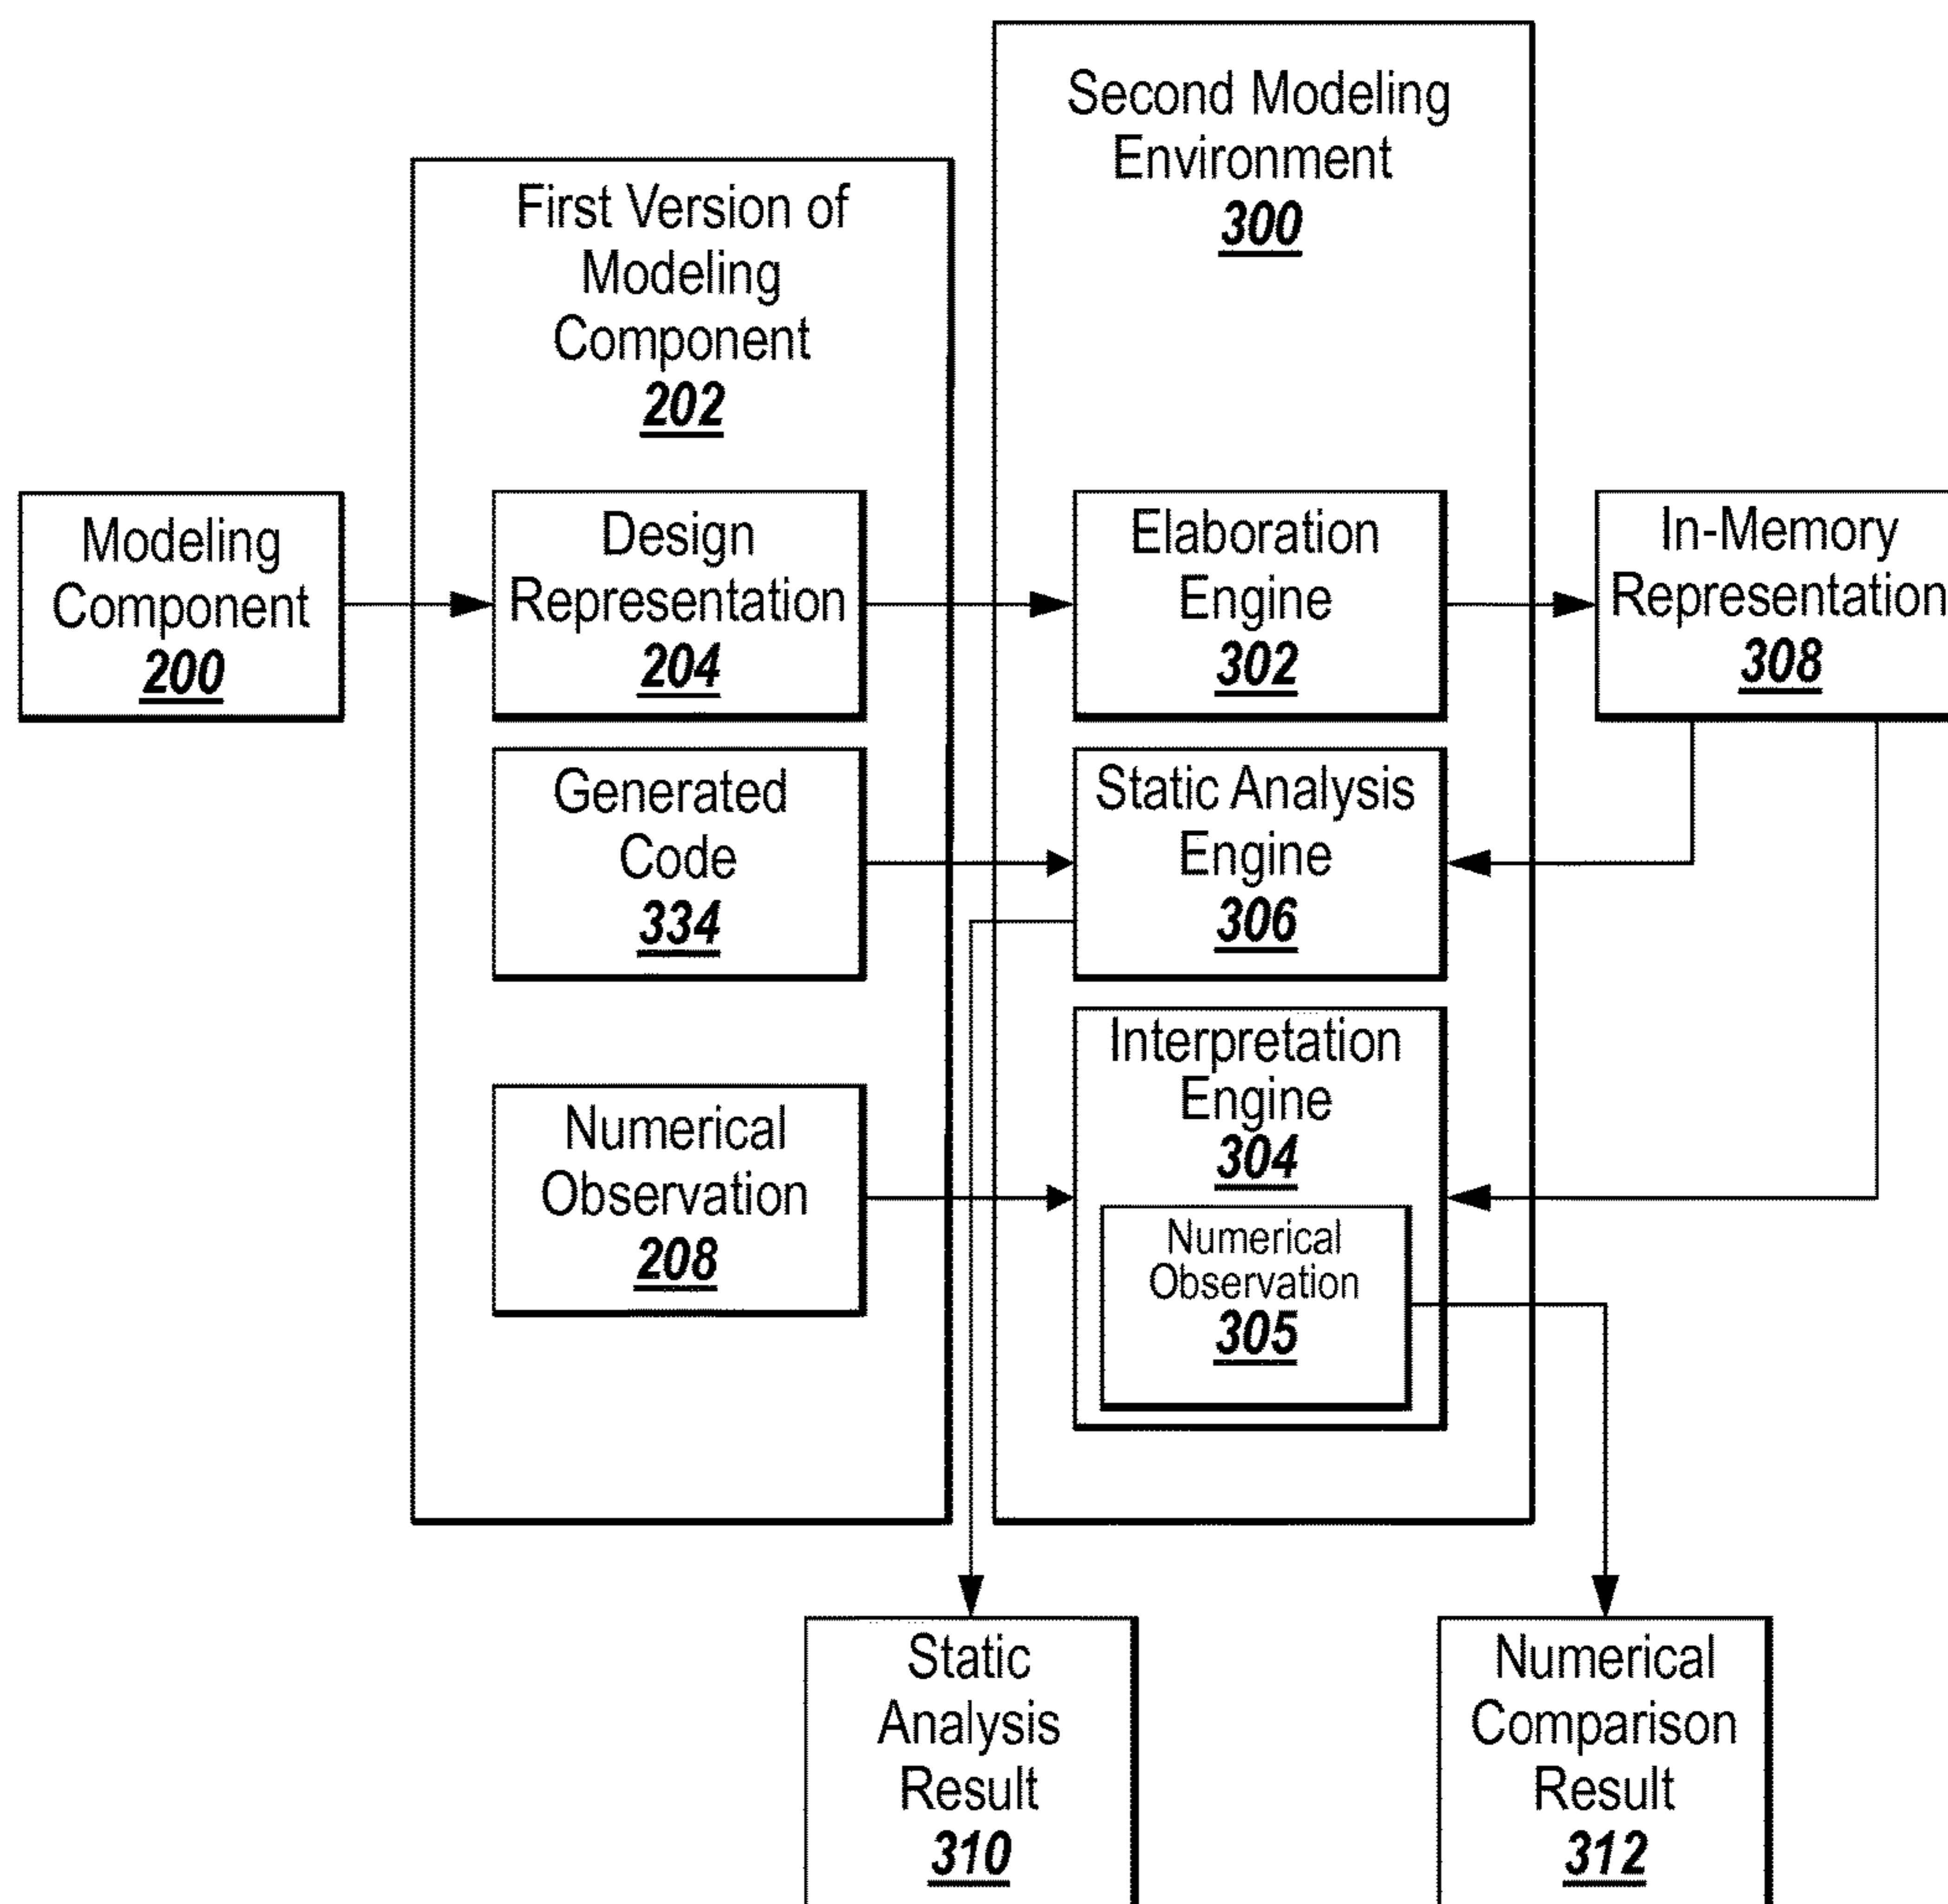 Second Modeling
Environment
300
First Version of
Modeling
Component
202
Modeling
Component
200
Design
Representation
204
Elaboration
Engine
302
In-Memory
Representation
308
Generated
Code
334
Static Analysis
Engine
306
Numerical
Observation
208
Interpretation
Engine
304
Numerical
Observation
305
Static
Analysis
Result
310
Numerical
Comparison
Result
312